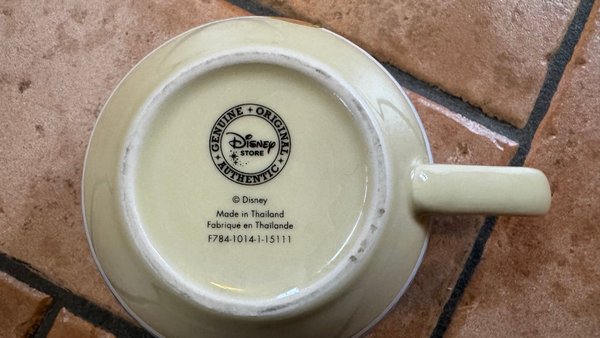 GENUINE • ORIGINAL
Disney
STORE
AUTHENTIC
© Disney
Made in Thailand
Fabriqué en Thaïlande
F784-1014-1-15111